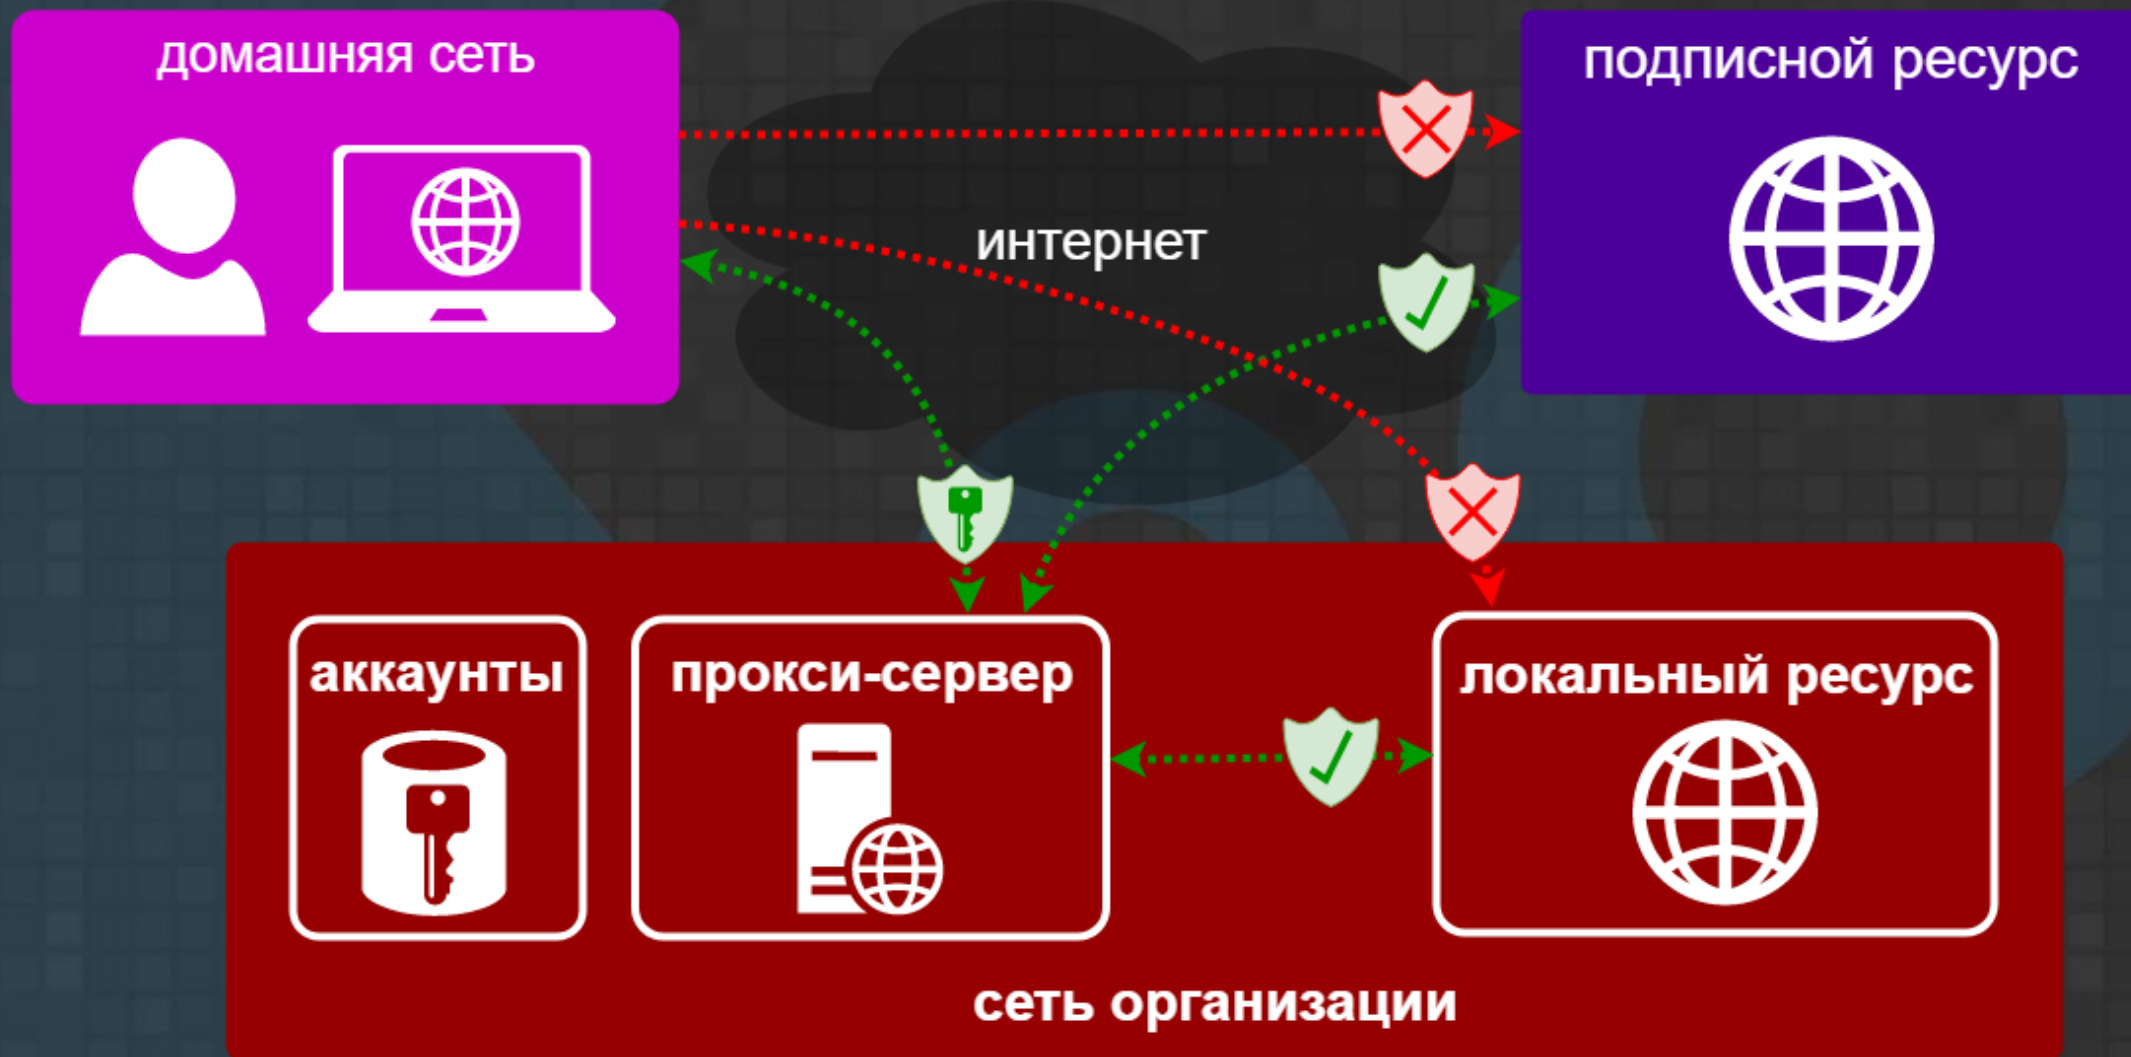 домашняя сеть
подписной ресурс
интернет
аккаунты
прокси-сервер
локальный ресурс
сеть организации